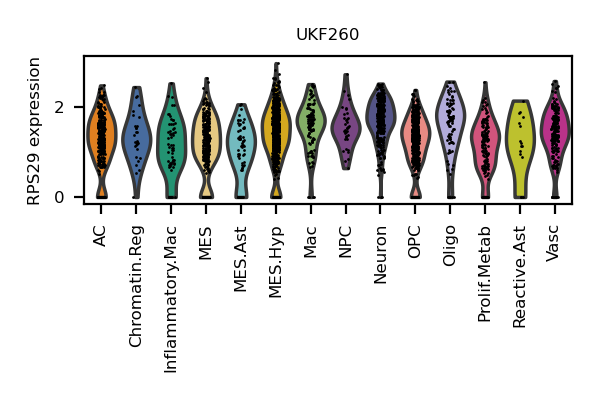 UKF260
RPS29 expression
2
0
AC
Chromatin.Reg
Inflammatory.Mac
MES
MES.Ast
MES.Hyp
Mac
NPC
Neuron
OPC
Oligo
Prolif.Metab
Reactive.Ast
Vasc